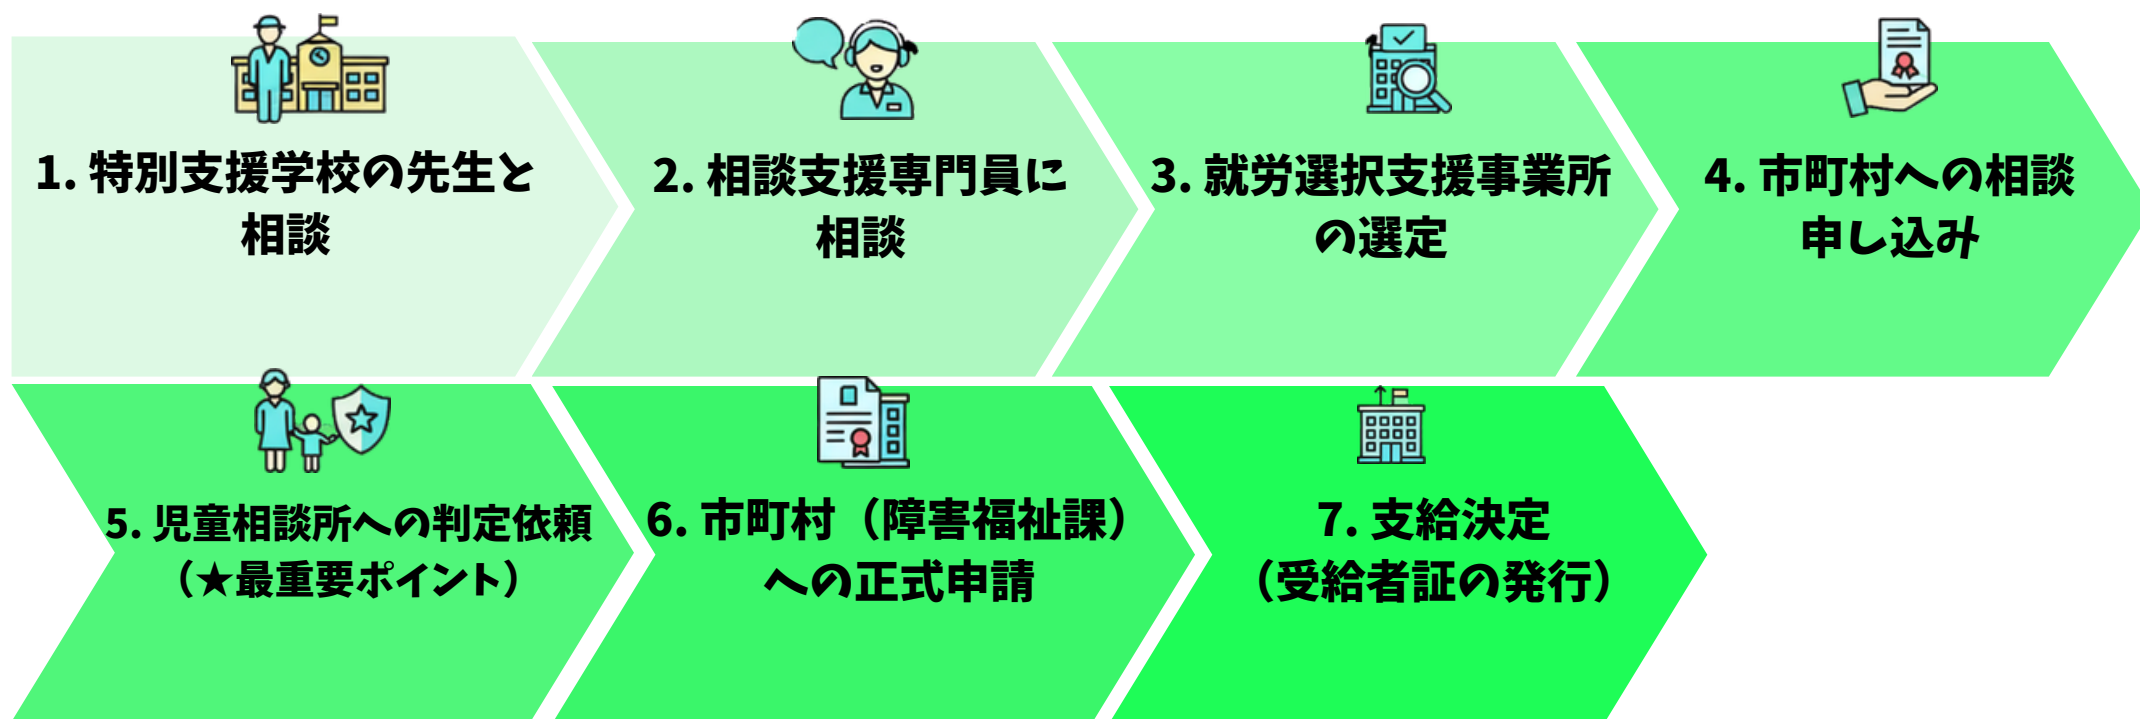 1. 特別支援学校の先生と
相談
2. 相談支援専門員に
相談
3. 就労選択支援事業所
の選定
4. 市町村への相談
申し込み
5. 児童相談所への判定依頼
（★最重要ポイント）
6. 市町村（障害福祉課）
への正式申請
7. 支給決定
（受給者証の発行）